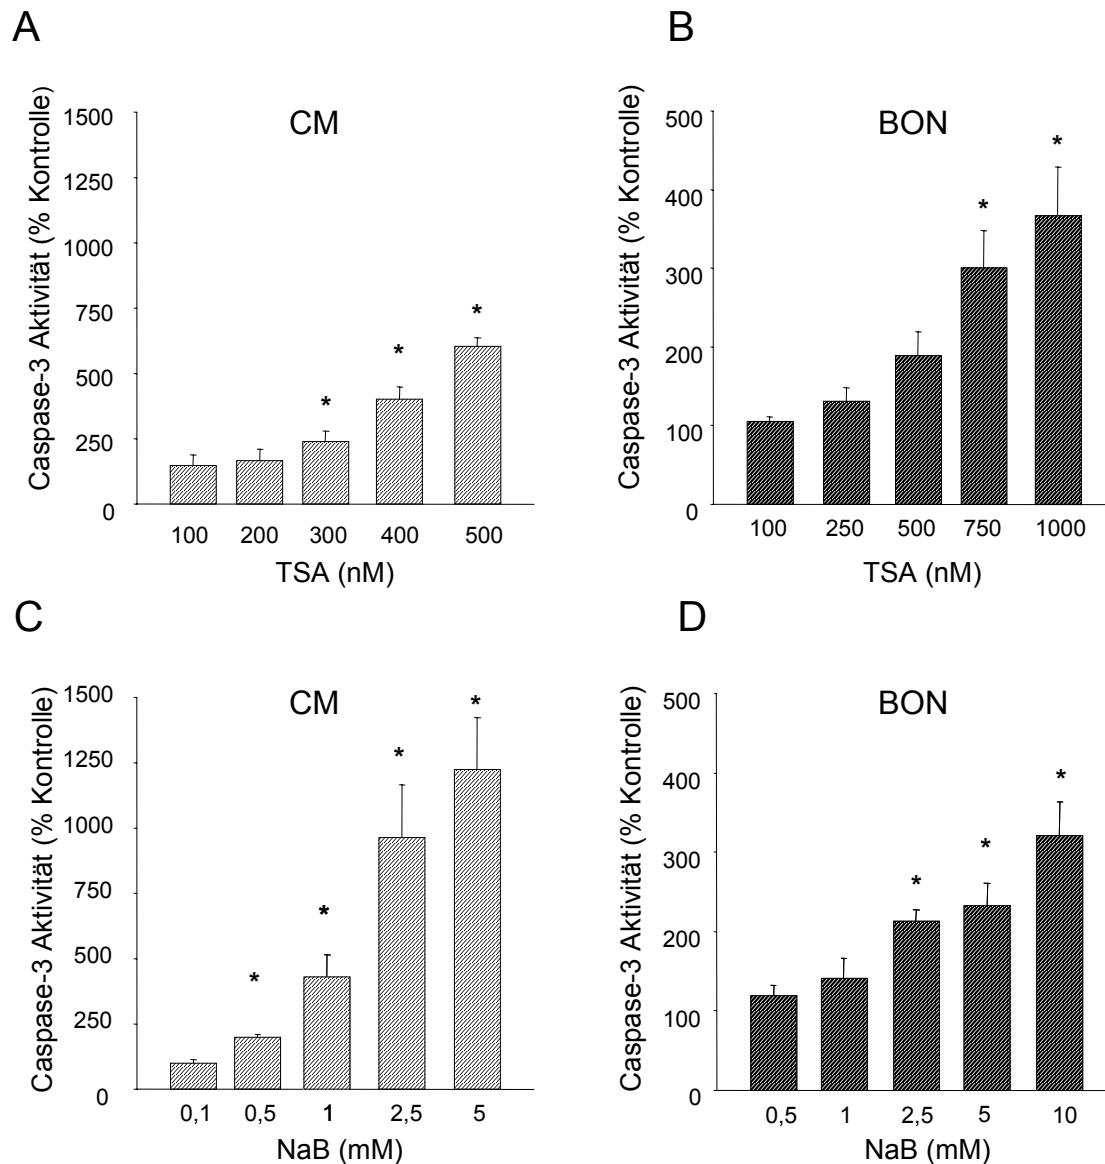 A
CM
Caspase-3 Aktivität (% Kontrolle)
1500
1250
1000
750
500
250
0
*
*
*
100 200 300 400 500
TSA (nM)
B
BON
Caspase-3 Aktivität (% Kontrolle)
500
400
300
200
100
0
*
*
100 250 500 750 1000
TSA (nM)
C
CM
Caspase-3 Aktivität (% Kontrolle)
1500
1250
1000
750
500
250
0
*
*
*
*
0,1 0,5 1 2,5 5
NaB (mM)
D
BON
Caspase-3 Aktivität (% Kontrolle)
500
400
300
200
100
0
*
*
*
0,5 1 2,5 5 10
NaB (mM)